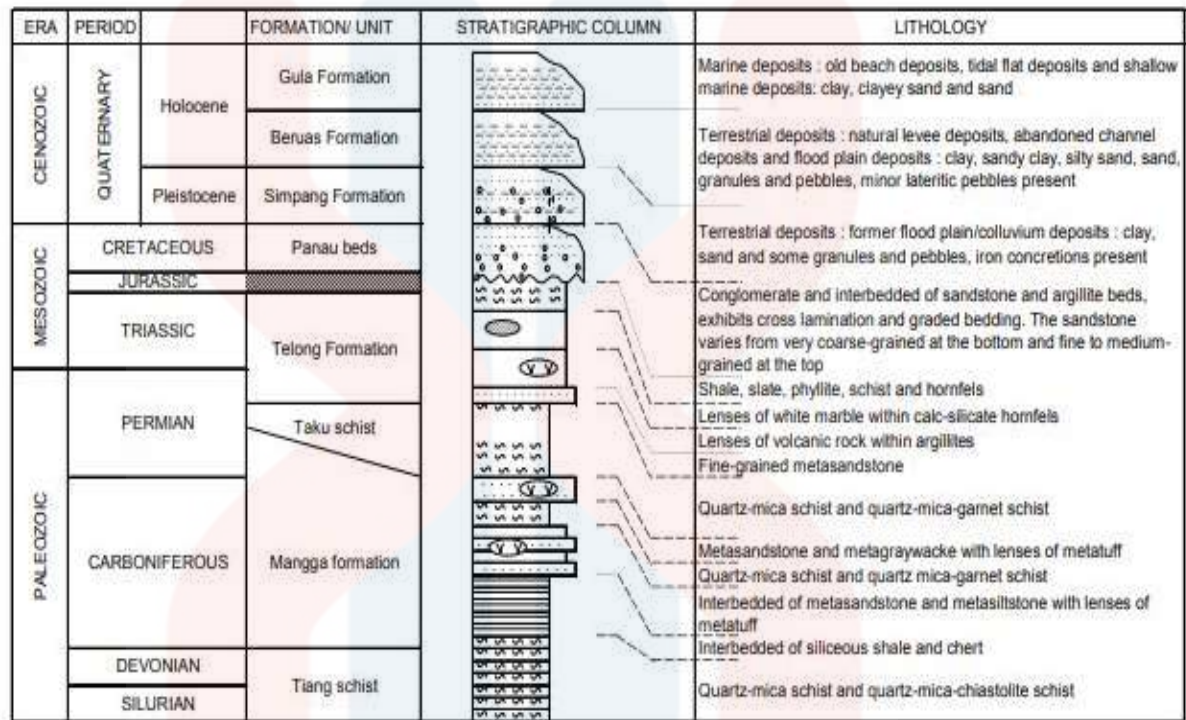 ERA PERIOD FORMATION/ UNIT STRATIGRAPHIC COLUMN LITHOLOGY
CENOZOIC
QUATERNARY
Holocene
Pleistocene
Gula Formation
Beruas Formation
Simpang Formation
MESOZOIC
CRETACEOUS
Panau beds
JURASSIC
TRIASSIC
Telong Formation
PALEOZOIC
PERMIAN
Taku schist
CARBONIFEROUS
Mangga formation
DEVONIAN
SILURIAN
Tiang schist
Marine deposits : old beach deposits, tidal flat deposits and shallow
marine deposits: clay, clayey sand and sand
Terrestrial deposits : natural levee deposits, abandoned channel
deposits and flood plain deposits : clay, sandy clay, silty sand, sand,
granules and pebbles, minor lateritic pebbles present
Terrestrial deposits : former flood plain/colluvium deposits : clay,
sand and some granules and pebbles, iron concretions present
Conglomerate and interbedded of sandstone and argillite beds,
exhibits cross lamination and graded bedding. The sandstone
varies from very coarse-grained at the bottom and fine to medium-
grained at the top
Shale, slate, phyllite, schist and hornfels
Lenses of white marble within calc-silicate hornfels
Lenses of volcanic rock within argillites
Fine-grained metasandstone
Quartz-mica schist and quartz-mica-garnet schist
Metasandstone and metagraywacke with lenses of metatuff
Quartz-mica schist and quartz mica-garnet schist
Interbedded of metasandstone and metasiltstone with lenses of
metatuff
Interbedded of siliceous shale and chert
Quartz-mica schist and quartz-mica-chiastolite schist